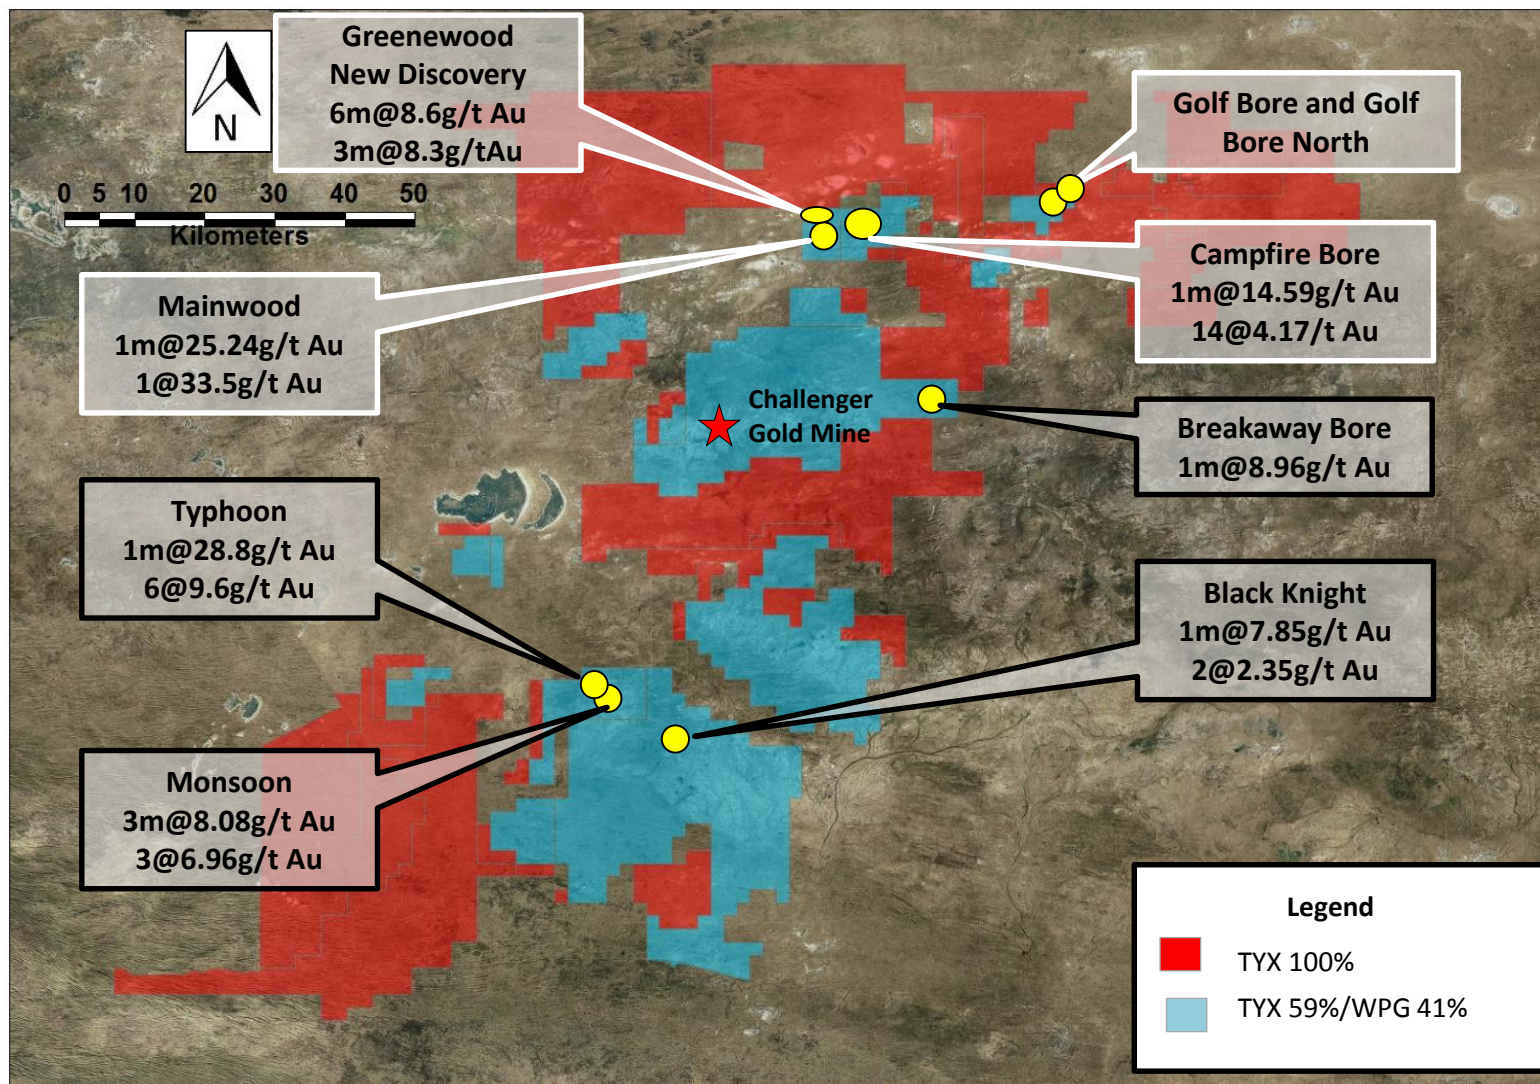 Greenewood
New Discovery
6m@8.6g/t Au
3m@8.3g/tAu
N
0 5 10 20 30 40 50
Kilometers
Golf Bore and Golf
Bore North
Mainwood
1m@25.24g/t Au
1@33.5g/t Au
Campfire Bore
1m@14.59g/t Au
14@4.17/t Au
Challenger
Gold Mine
Breakaway Bore
1m@8.96g/t Au
Typhoon
1m@28.8g/t Au
6@9.6g/t Au
Black Knight
1m@7.85g/t Au
2@2.35g/t Au
Monsoon
3m@8.08g/t Au
3@6.96g/t Au
Legend
TYX 100%
TYX 59%/WPG 41%